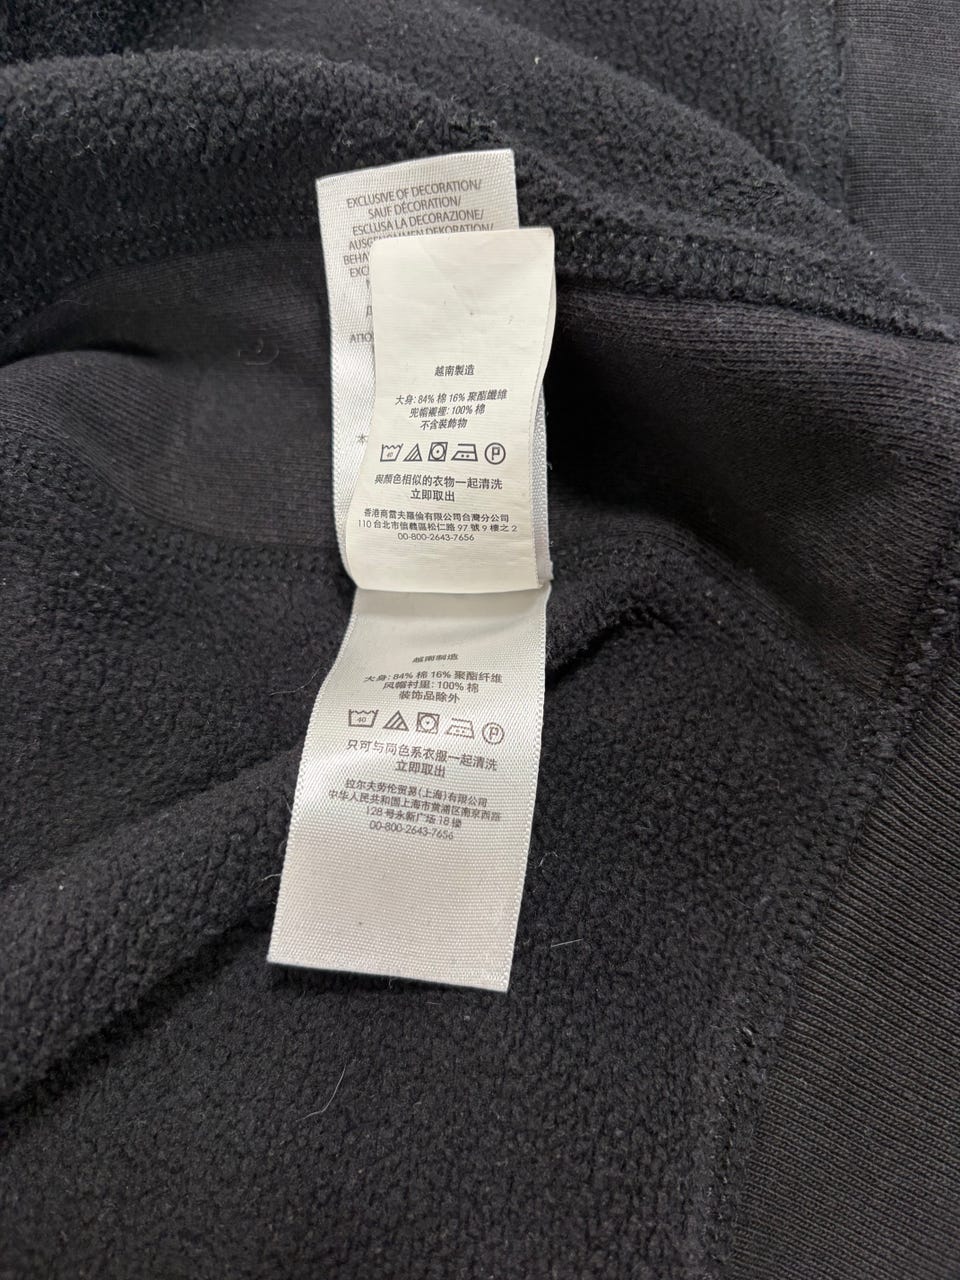 EXCLUSIVE OF DECORATION/
SAUF DÉCORATION/
ESCLUSA LA DECORAZIONE/
AUSGENOMMEN DEKORATION/
BEHA
EXC
ΑΠΟ
本
越南製造
大身: 84% 棉 16% 聚酯纖維
兜帽襯裡: 100% 棉
不含裝飾物
40 P
與顏色相似的衣物一起清洗
立即取出
香港商雷夫羅倫有限公司台灣分公司
110 台北市信義區松仁路 97 號 9 樓之 2
00-800-2643-7656
越南制造
大身: 84% 棉 16% 聚酯纤维
风帽衬里: 100% 棉
装饰品除外
40 P
只可与同色系衣服一起清洗
立即取出
拉尔夫劳伦贸易(上海)有限公司
中华人民共和国上海市黄浦区南京西路
128 号永新广场 18 楼
00-800-2643-7656